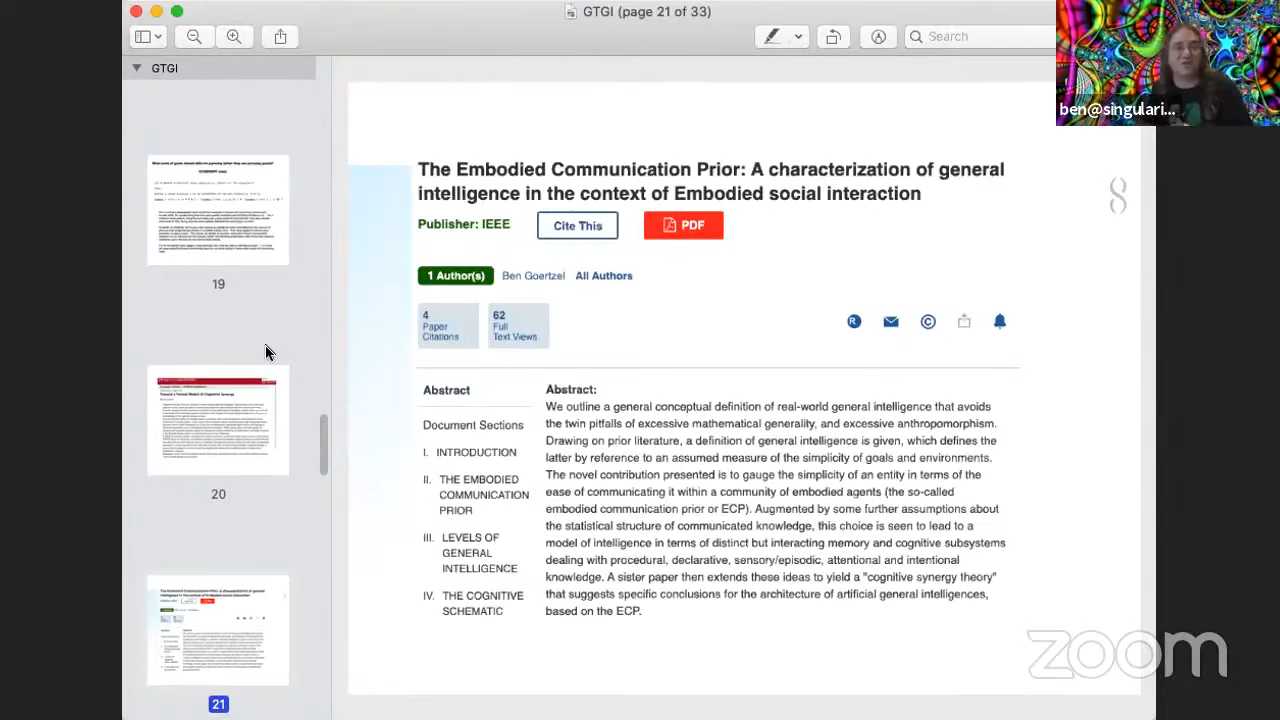 GTGI (page 21 of 33)
Search
ben@singulari...
GTGI
19
Toward a Formal Model of Cognitive Synergy
20
21
The Embodied Communication Prior: A characterization of general
intelligence in the context of Embodied social interaction
Publisher: IEEE
Cite This
PDF
1 Author(s)
Ben Goertzel
All Authors
4
Paper
Citations
62
Full
Text Views
R
C
Abstract
Document Sections
I. INTRODUCTION
II. THE EMBODIED
COMMUNICATION
PRIOR
III. LEVELS OF
GENERAL
INTELLIGENCE
IV. THE COGNITIVE
SCHEMATIC
Abstract:
We outline a general conceptual definition of real-world general intelligence that avoids
the twin pitfalls of excessive mathematical generality, and excessive anthropomorphism.
Drawing on prior literature, a definition of general intelligence is given, which defines the
latter by reference to an assumed measure of the simplicity of goals and environments.
The novel contribution presented is to gauge the simplicity of an entity in terms of the
ease of communicating it within a community of embodied agents (the so-called
embodied communication prior or ECP). Augmented by some further assumptions about
the statistical structure of communicated knowledge, this choice is seen to lead to a
model of intelligence in terms of distinct but interacting memory and cognitive subsystems
dealing with procedural, declarative, sensory/episodic, attentional and intentional
knowledge. A sister paper then extends these ideas to yield a "cognitive synergy theory"
that suggests specific conclusions for the architecture of artificial general intelligences,
based on the ECP.
zoom